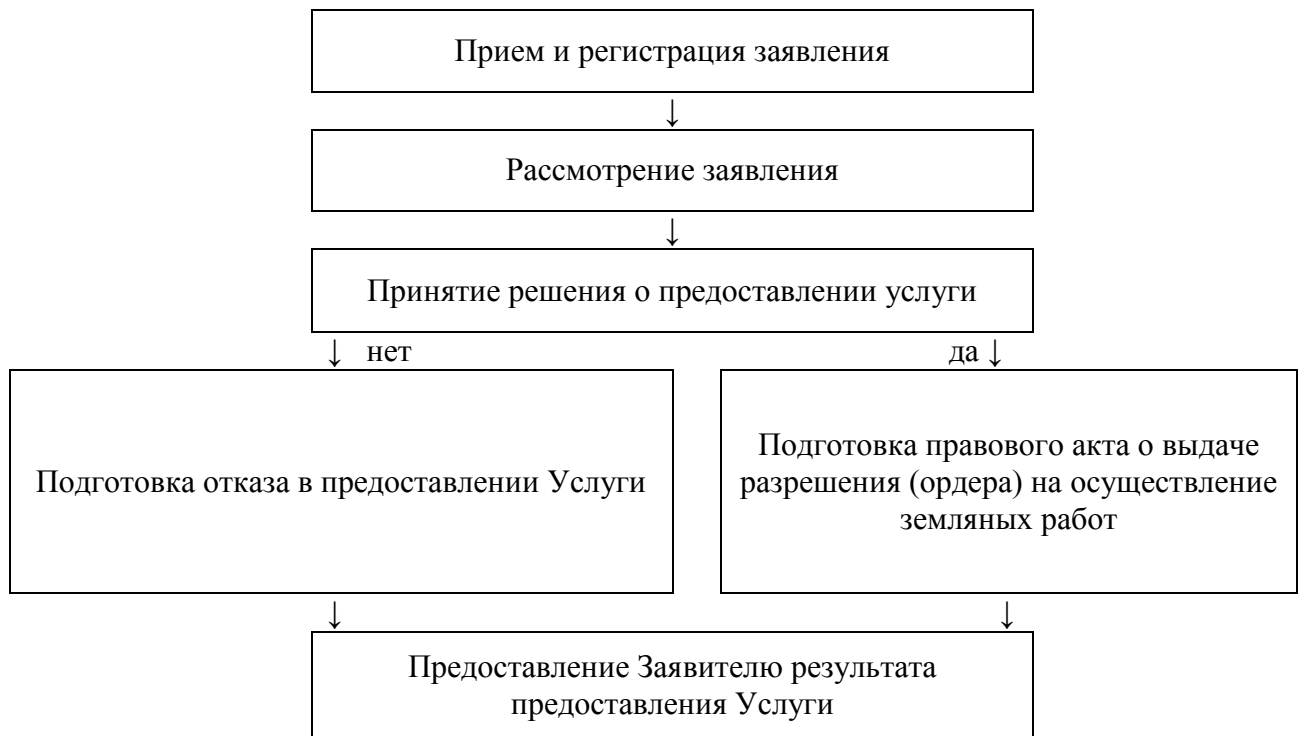 Прием и регистрация заявления
↓
Рассмотрение заявления
↓
Принятие решения о предоставлении услуги
↓ нет да ↓
Подготовка отказа в предоставлении Услуги
Подготовка правового акта о выдаче
разрешения (ордера) на осуществление
земляных работ
↓ ↓
Предоставление Заявителю результата
предоставления Услуги